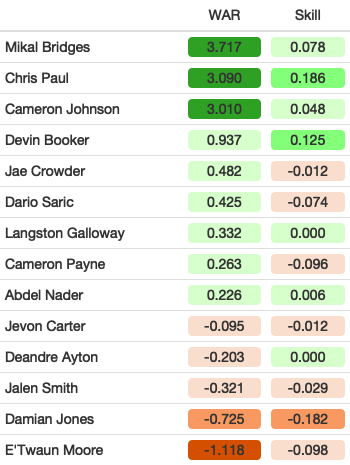 WAR Skill
Mikal Bridges 3.717 0.078
Chris Paul 3.090 0.186
Cameron Johnson 3.010 0.048
Devin Booker 0.937 0.125
Jae Crowder 0.482 -0.012
Dario Saric 0.425 -0.074
Langston Galloway 0.332 0.000
Cameron Payne 0.263 -0.096
Abdel Nader 0.226 0.006
Jevon Carter -0.095 -0.012
Deandre Ayton -0.203 0.000
Jalen Smith -0.321 -0.029
Damian Jones -0.725 -0.182
E'Twaun Moore -1.118 -0.098